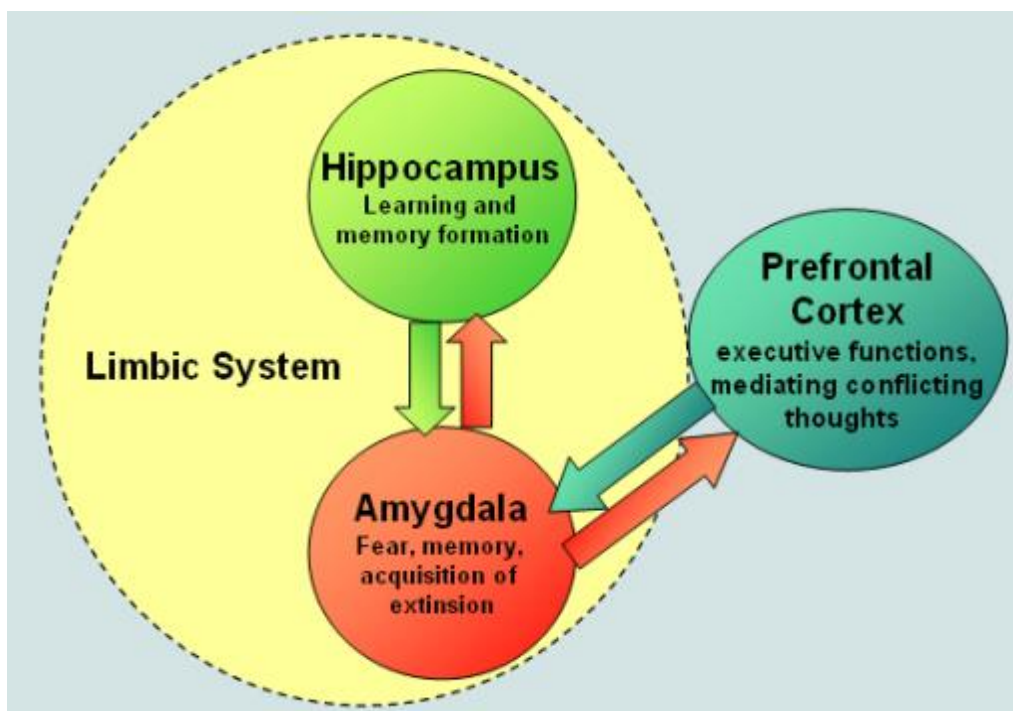 Hippocampus
Learning and
memory formation
Prefrontal
Cortex
executive functions,
mediating conflicting
thoughts
Limbic System
Amygdala
Fear, memory,
acquisition of
extinsion